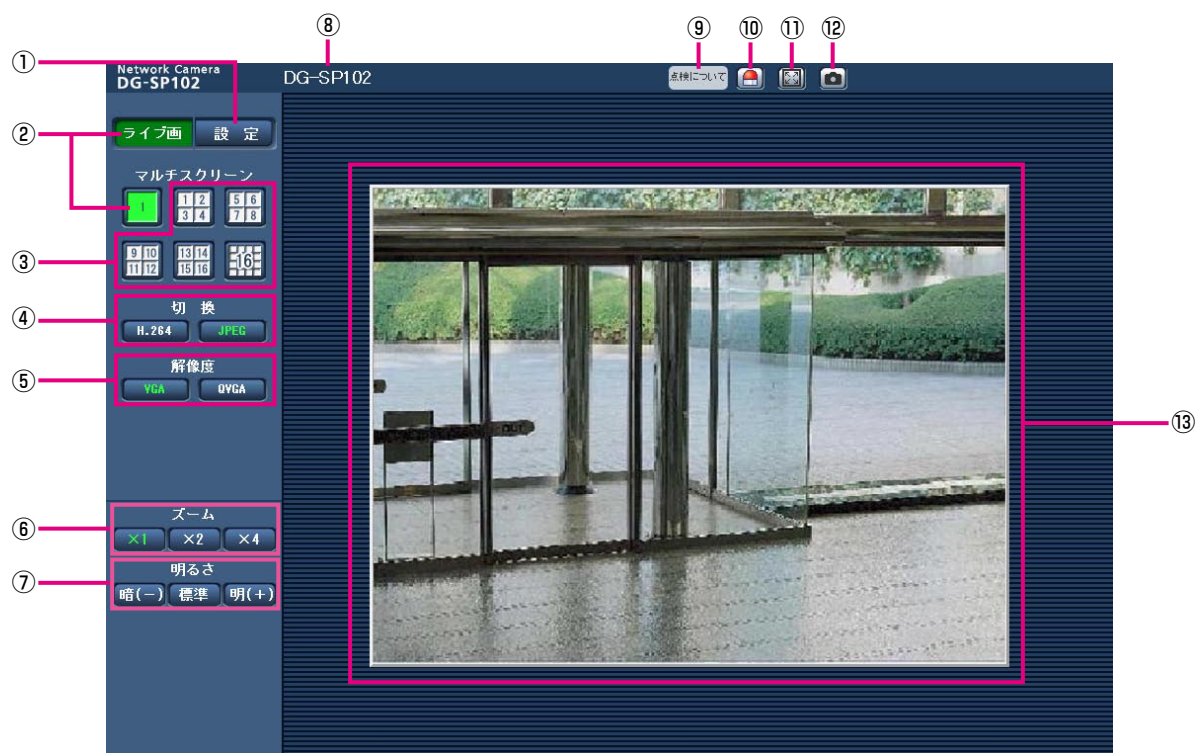 ⑧ ⑨ ⑩ ⑪ ⑫
①
Network Camera
DG-SP102
DG-SP102
点検について
②
ライブ画 設 定
マルチスクリーン
1
1 2 3 4
5 6 7 8
③
9 10 11 12
13 14 15 16
16
④
切 換
H.264 JPEG
⑤
解像度
VGA QVGA
⑬
OUT
⑥
ズーム
×1 ×2 ×4
⑦
明るさ
暗(−) 標準 明(+)